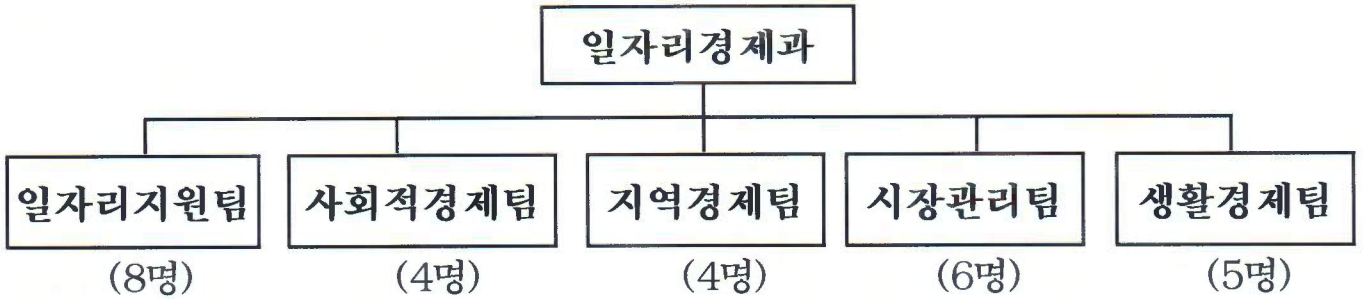 일자리경제과
일자리지원팀 사회적경제팀 지역경제팀 시장관리팀 생활경제팀
(8명) (4명) (4명) (6명) (5명)